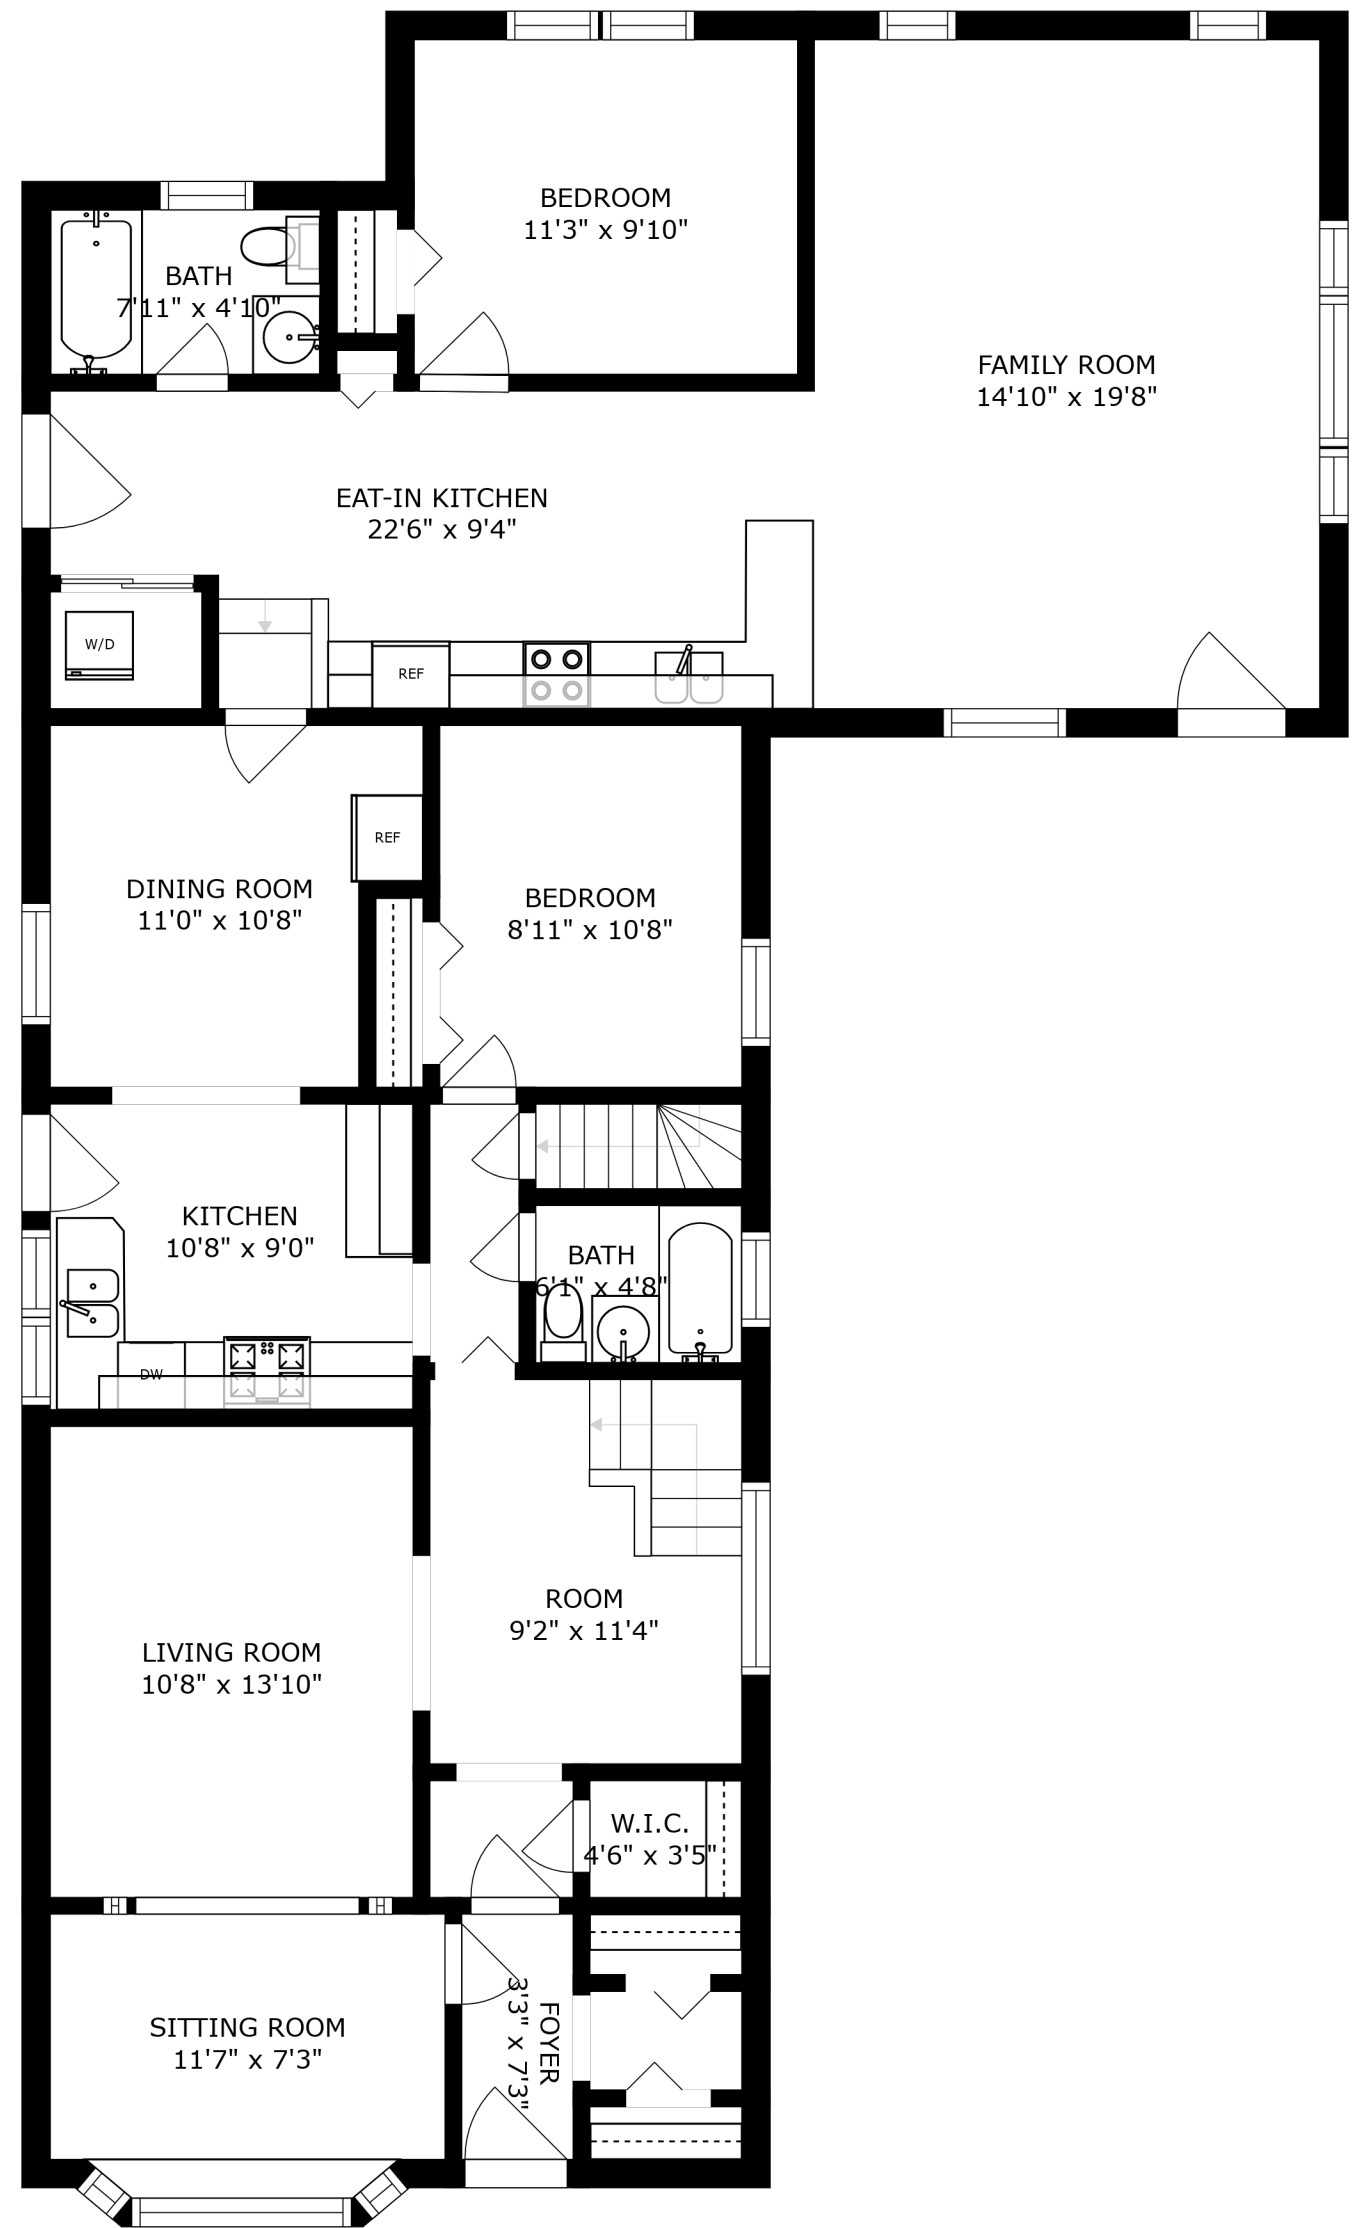 BEDROOM
11'3" x 9'10"
BATH
7'11" x 4'10"
FAMILY ROOM
14'10" x 19'8"
EAT-IN KITCHEN
22'6" x 9'4"
W/D
REF
REF
DINING ROOM
11'0" x 10'8"
BEDROOM
8'11" x 10'8"
KITCHEN
10'8" x 9'0"
BATH
6'1" x 4'8"
DW
ROOM
9'2" x 11'4"
LIVING ROOM
10'8" x 13'10"
W.I.C.
4'6" x 3'5"
FOYER
3'3" x 7'3"
SITTING ROOM
11'7" x 7'3"